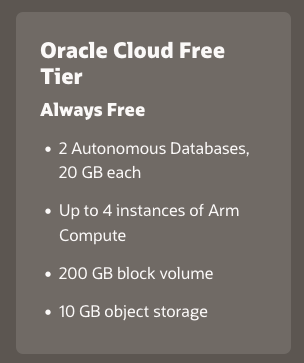 Oracle Cloud Free
Tier
Always Free
• 2 Autonomous Databases,
20 GB each
• Up to 4 instances of Arm
Compute
• 200 GB block volume
• 10 GB object storage